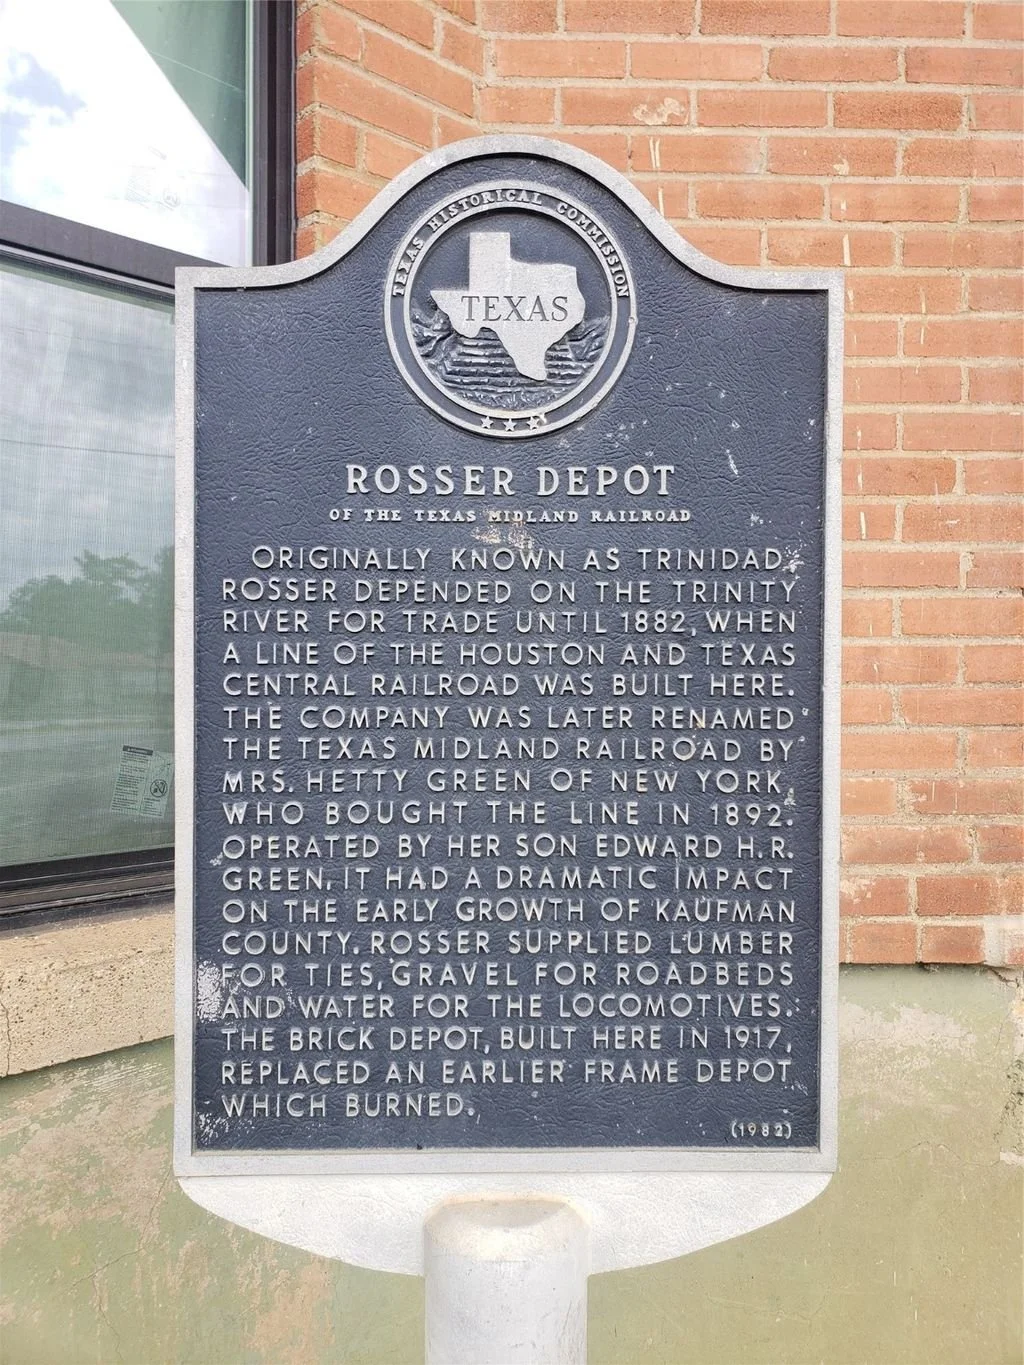 TEXAS HISTORICAL COMMISSION
TEXAS
ROSSER DEPOT
OF THE TEXAS MIDLAND RAILROAD
ORIGINALLY KNOWN AS TRINIDAD,
ROSSER DEPENDED ON THE TRINITY
RIVER FOR TRADE UNTIL 1882, WHEN
A LINE OF THE HOUSTON AND TEXAS
CENTRAL RAILROAD WAS BUILT HERE.
THE COMPANY WAS LATER RENAMED
THE TEXAS MIDLAND RAILROAD BY
MRS. HETTY GREEN OF NEW YORK,
WHO BOUGHT THE LINE IN 1892.
OPERATED BY HER SON EDWARD H.R.
GREEN, IT HAD A DRAMATIC IMPACT
ON THE EARLY GROWTH OF KAUFMAN
COUNTY. ROSSER SUPPLIED LUMBER
FOR TIES, GRAVEL FOR ROADBEDS
AND WATER FOR THE LOCOMOTIVES.
THE BRICK DEPOT, BUILT HERE IN 1917,
REPLACED AN EARLIER FRAME DEPOT
WHICH BURNED.
(1982)